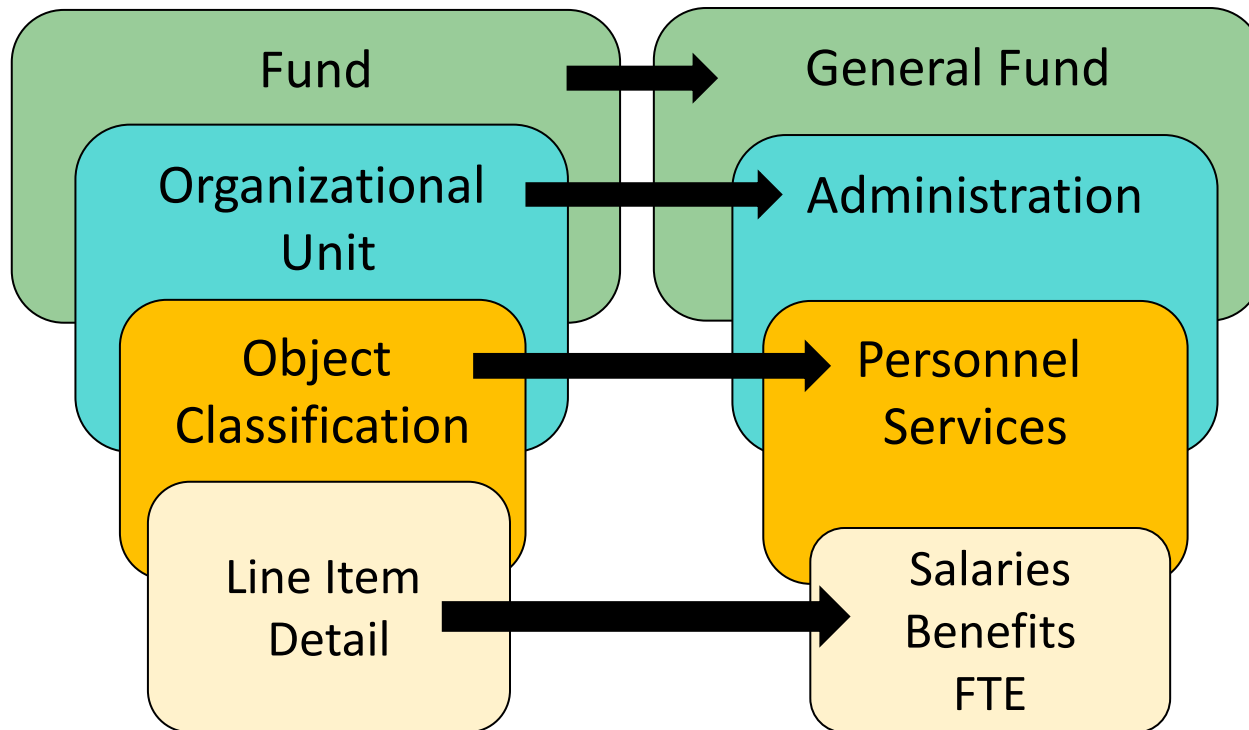 Fund
General Fund
Organizational
Unit
Administration
Object
Classification
Personnel
Services
Line Item
Detail
Salaries
Benefits
FTE